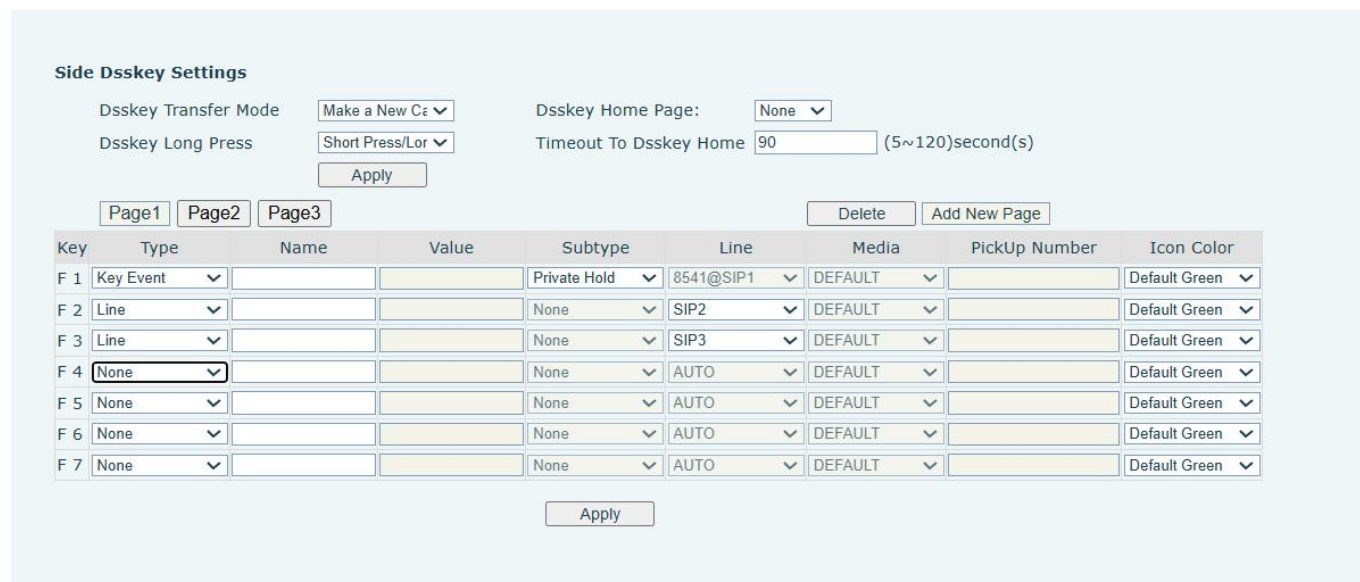 Side Dsskey Settings
Dsskey Transfer Mode Make a New Ca Dsskey Home Page: None
Dsskey Long Press Short Press/Lor Timeout To Dsskey Home 90 (5~120)second(s)
Apply
Page1 Page2 Page3 Delete Add New Page
Key Type Name Value Subtype Line Media PickUp Number Icon Color
F 1 Key Event Private Hold 8541@SIP1 DEFAULT Default Green
F 2 Line None SIP2 DEFAULT Default Green
F 3 Line None SIP3 DEFAULT Default Green
F 4 None None AUTO DEFAULT Default Green
F 5 None None AUTO DEFAULT Default Green
F 6 None None AUTO DEFAULT Default Green
F 7 None None AUTO DEFAULT Default Green
Apply